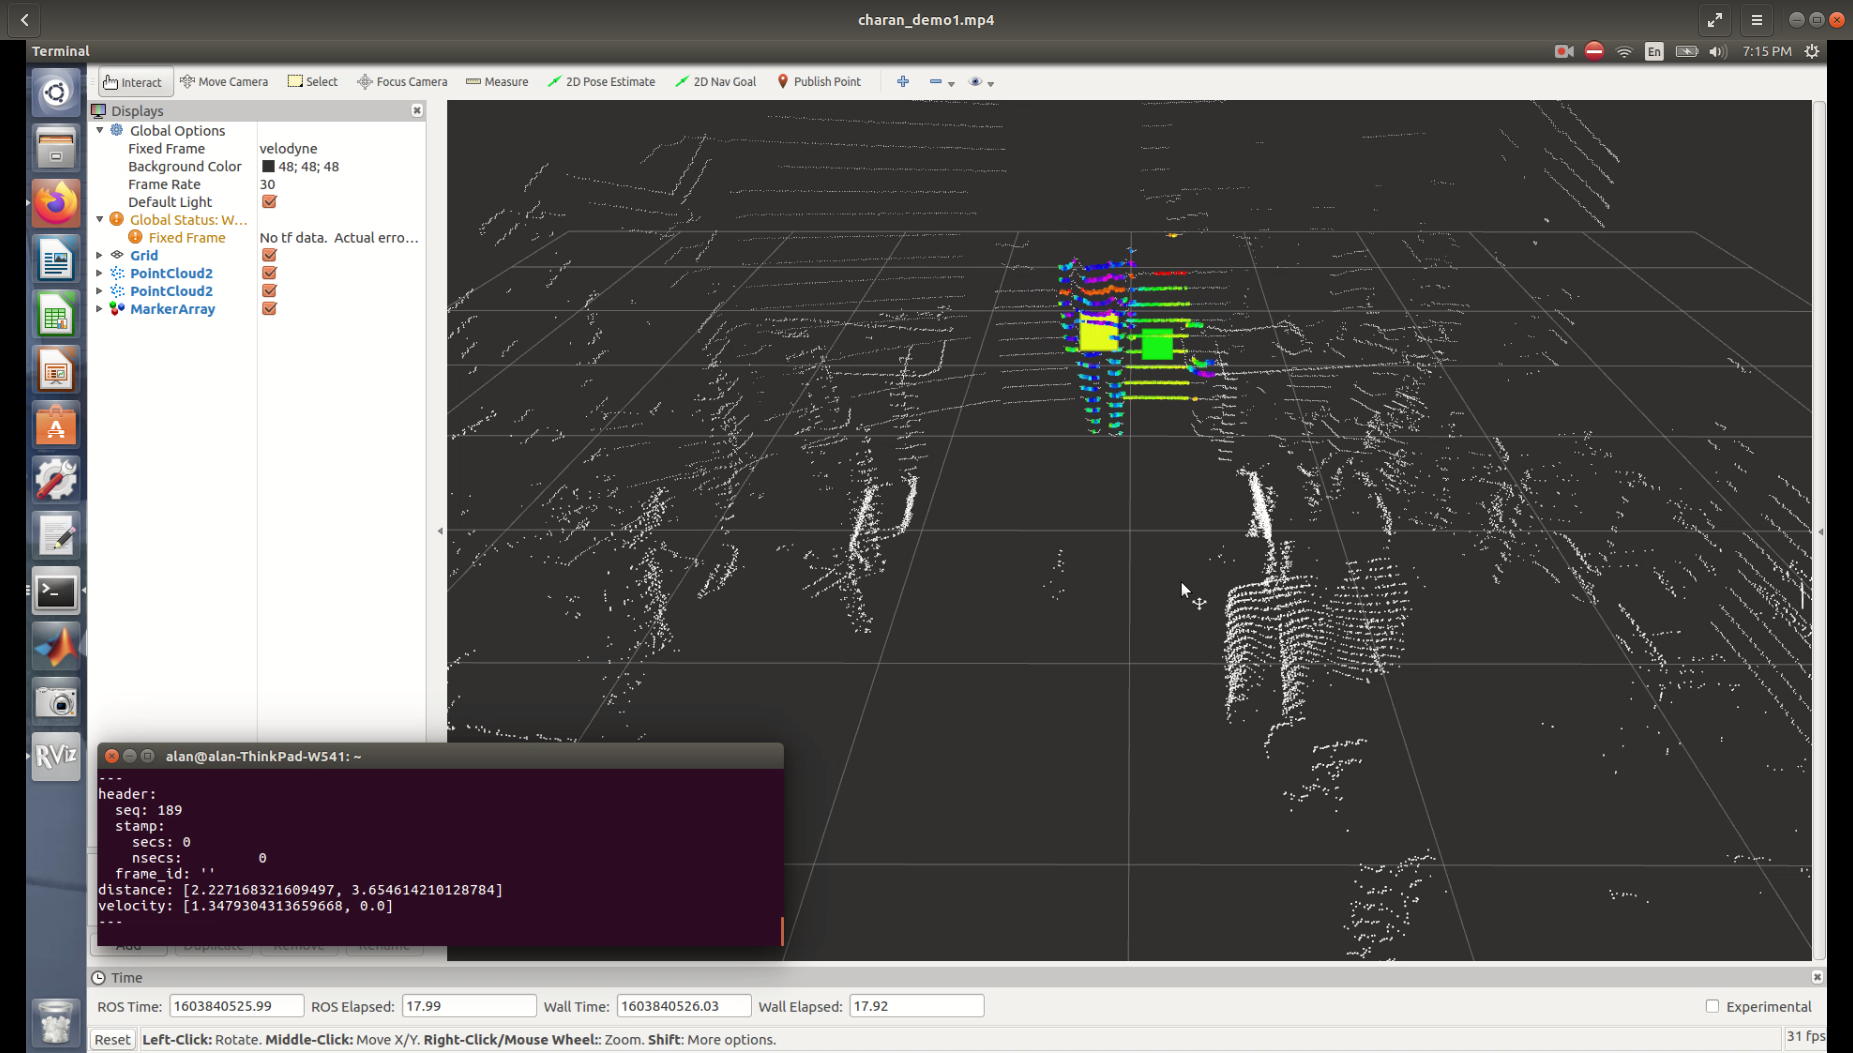 charan_demo1.mp4
Terminal
En
7:15 PM
Interact
Move Camera
Select
Focus Camera
Measure
2D Pose Estimate
2D Nav Goal
Publish Point
Displays
Global Options
Fixed Frame velodyne
Background Color 48; 48; 48
Frame Rate 30
Default Light
Global Status: W...
Fixed Frame No tf data. Actual erro...
Grid
PointCloud2
PointCloud2
MarkerArray
RViz
alan@alan-ThinkPad-W541: ~
---
header:
seq: 189
stamp:
secs: 0
nsecs: 0
frame_id: ''
distance: [2.227168321609497, 3.654614210128784]
velocity: [1.3479304313659668, 0.0]
---
Add Duplicate Remove Rename
Time
ROS Time: 1603840525.99 ROS Elapsed: 17.99 Wall Time: 1603840526.03 Wall Elapsed: 17.92 Experimental
Reset Left-Click: Rotate. Middle-Click: Move X/Y. Right-Click/Mouse Wheel:: Zoom. Shift: More options. 31 fps